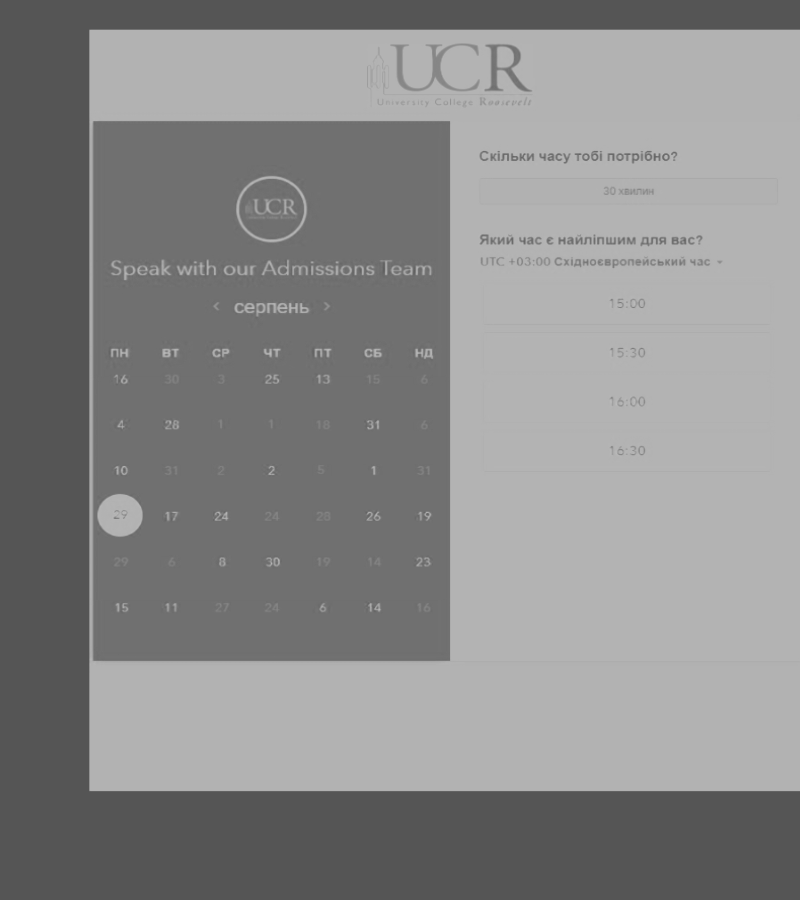 UCR
University College Roosevelt
UCR
Speak with our Admissions Team
серпень
ПН ВТ СР ЧТ ПТ СБ НД
16 30 3 25 13 15 6
4 28 1 1 18 31 6
10 31 2 2 5 1 31
29 17 24 24 28 26 19
29 6 8 30 19 14 23
15 11 27 24 6 14 16
Скільки часу тобі потрібно?
30 хвилин
Який час є найліпшим для вас?
UTC +03:00 Східноєвропейський час
15:00
15:30
16:00
16:30